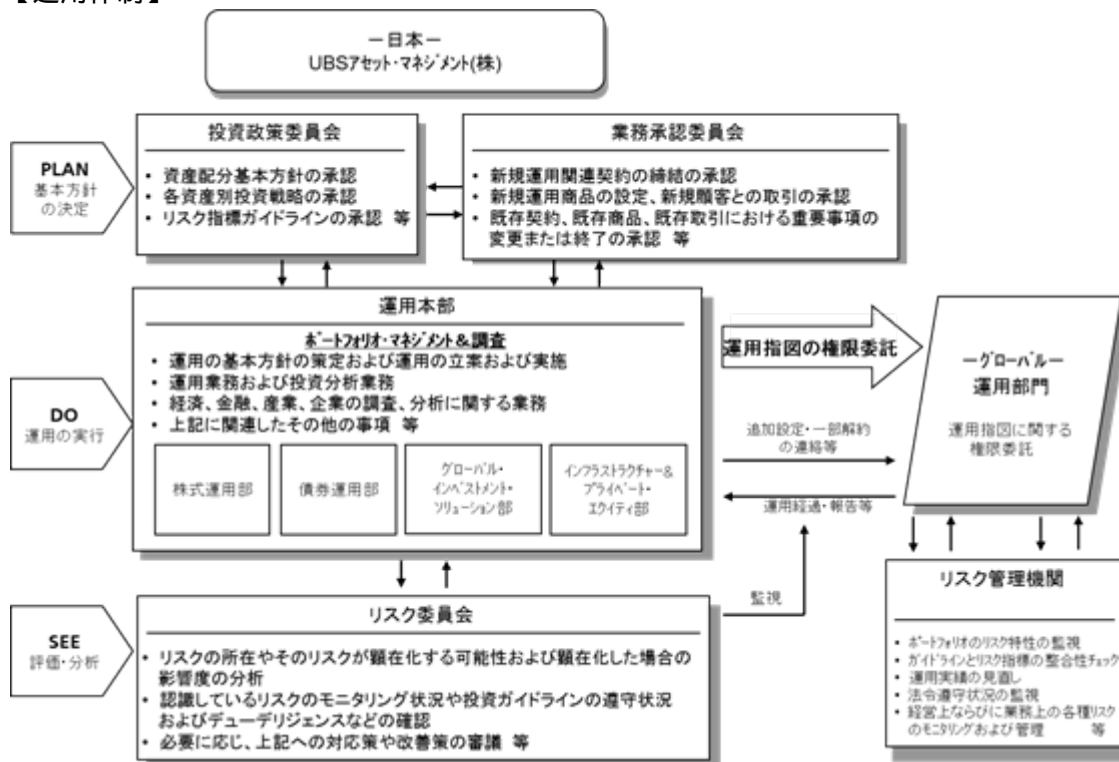 【運用体制】
ー日本ー
UBSアセット・マネジメント(株)
投資政策委員会
・ 資産配分基本方針の承認
・ 各資産別投資戦略の承認
・ リスク指標ガイドラインの承認 等
業務承認委員会
・ 新規運用関連契約の締結の承認
・ 新規運用商品の設定、新規顧客との取引の承認
・ 既存契約、既存商品、既存取引における重要事項の
変更または終了の承認 等
PLAN
基本方針
の決定
運用本部
ポートフォリオ・マネジメント&調査
・ 運用の基本方針の策定および運用の立案および実施
・ 運用業務および投資分析業務
・ 経済、金融、産業、企業の調査、分析に関する業務
・ 上記に関連したその他の事項 等
株式運用部
債券運用部
グローバル・
インベストメント・
ソリューション部
インフラストラクチャー&
プライベート・
エクイティ部
DO
運用の実行
運用指図の権限委託
追加設定・一部解約
の連絡等
運用経過・報告等
監視
ーグローバルー
運用部門
運用指図に関する
権限委託
SEE
評価・分析
リスク委員会
・ リスクの所在やそのリスクが顕在化する可能性および顕在化した場合の
影響度の分析
・ 認識しているリスクのモニタリング状況や投資ガイドラインの遵守状況
およびデューデリジェンスなどの確認
・ 必要に応じ、上記への対応策や改善策の審議 等
リスク管理機関
・ ポートフォリオのリスク特性の監視
・ ガイドラインとリスク指標の整合性チェック
・ 運用実績の見直し
・ 法令遵守状況の監視
・ 経営上ならびに業務上の各種リスク
のモニタリングおよび管理 等